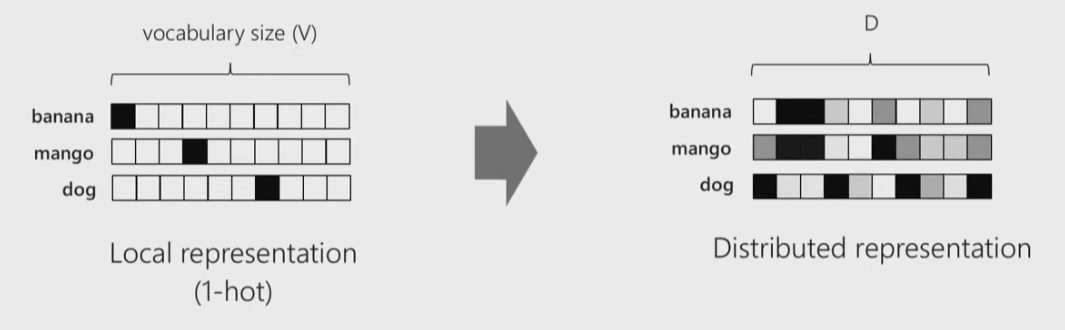 vocabulary size (V)
banana
mango
dog
Local representation
(1-hot)
D
banana
mango
dog
Distributed representation